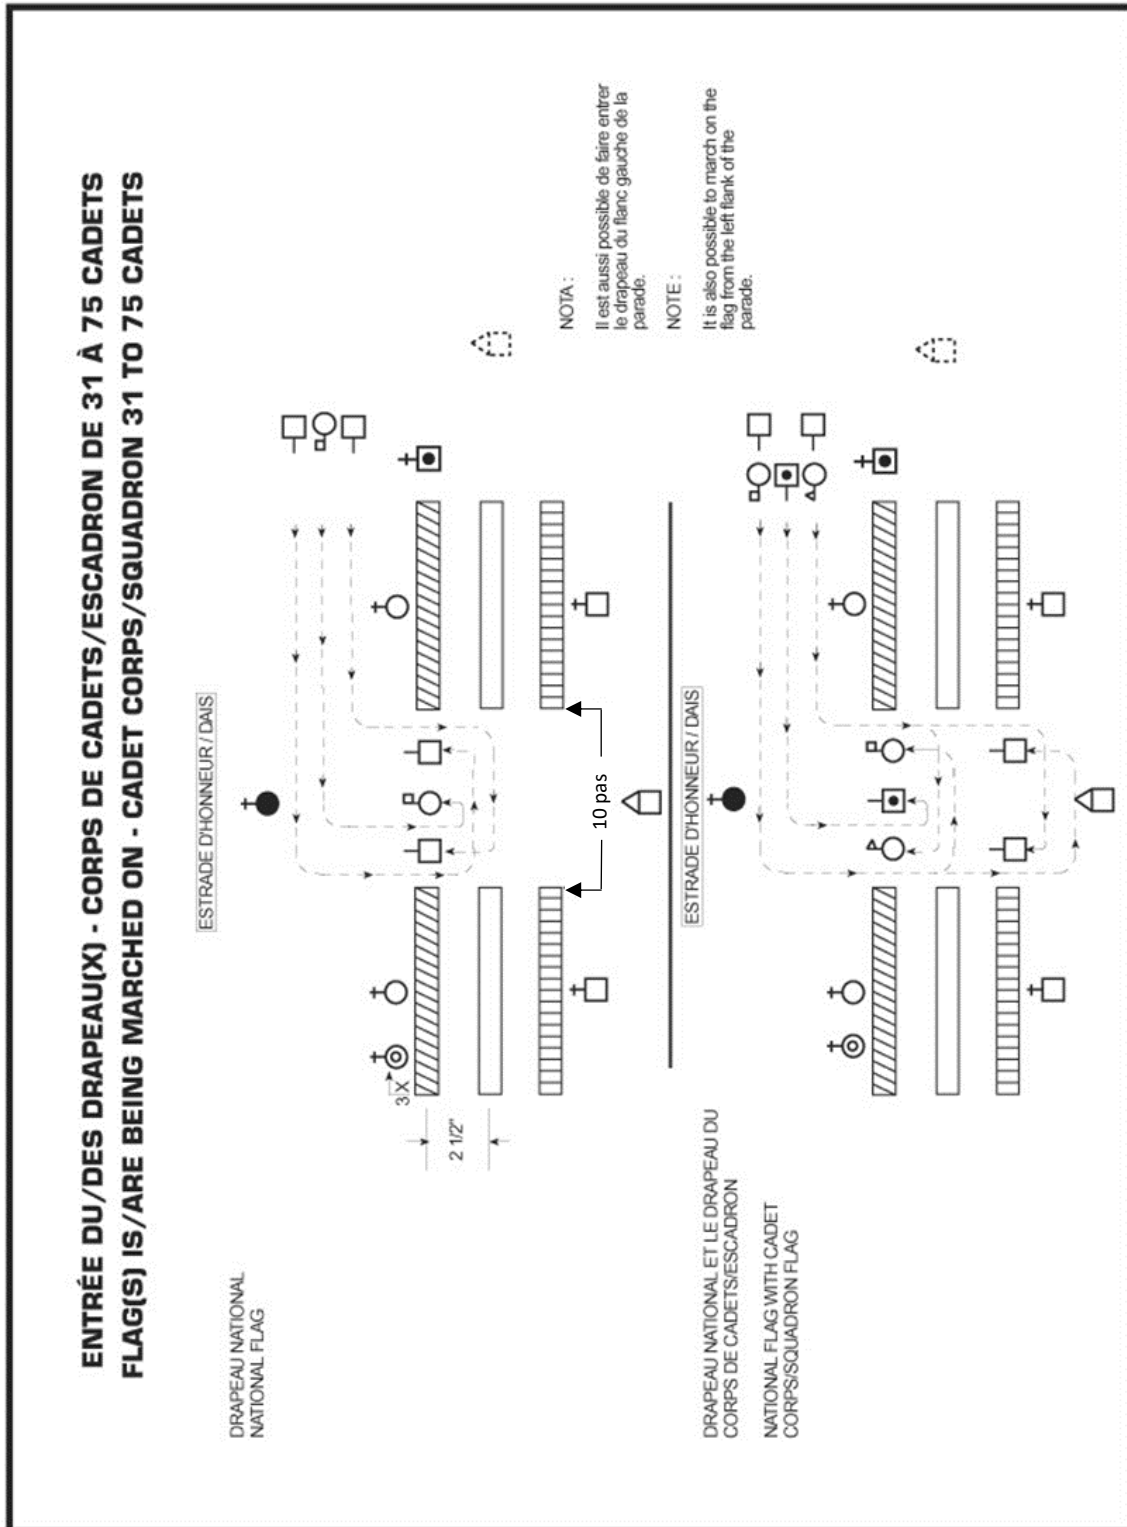 ENTRÉE DU/DES DRAPEAU(X) - CORPS DE CADETS/ESCADRON DE 31 À 75 CADETS
FLAG(S) IS/ARE BEING MARCHED ON - CADET CORPS/SQUADRON 31 TO 75 CADETS
DRAPEAU NATIONAL
NATIONAL FLAG
ESTRADE D'HONNEUR / DAIS
3 X
2 1/2"
10 pas
NOTA :
Il est aussi possible de faire entrer
le drapeau du flanc gauche de la
parade.
NOTE :
It is also possible to march on the
flag from the left flank of the
parade.
DRAPEAU NATIONAL ET LE DRAPEAU DU
CORPS DE CADETS/ESCADRON
NATIONAL FLAG WITH CADET
CORPS/SQUADRON FLAG
ESTRADE D'HONNEUR / DAIS